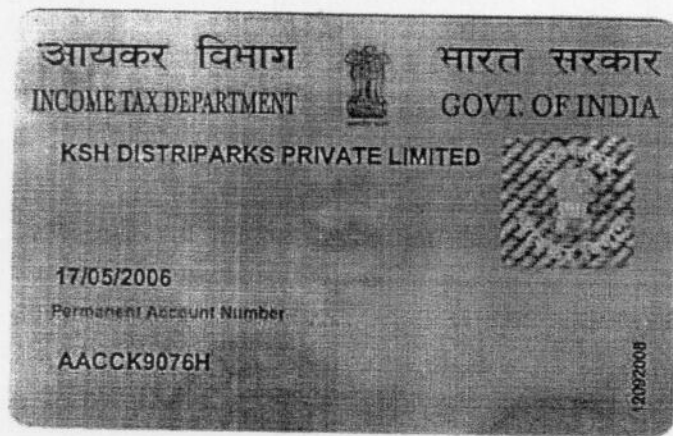 आयकर विभाग
INCOME TAX DEPARTMENT
भारत सरकार
GOVT. OF INDIA
KSH DISTRIPARKS PRIVATE LIMITED
17/05/2006
Permanent Account Number
AACCK9076H
12092008